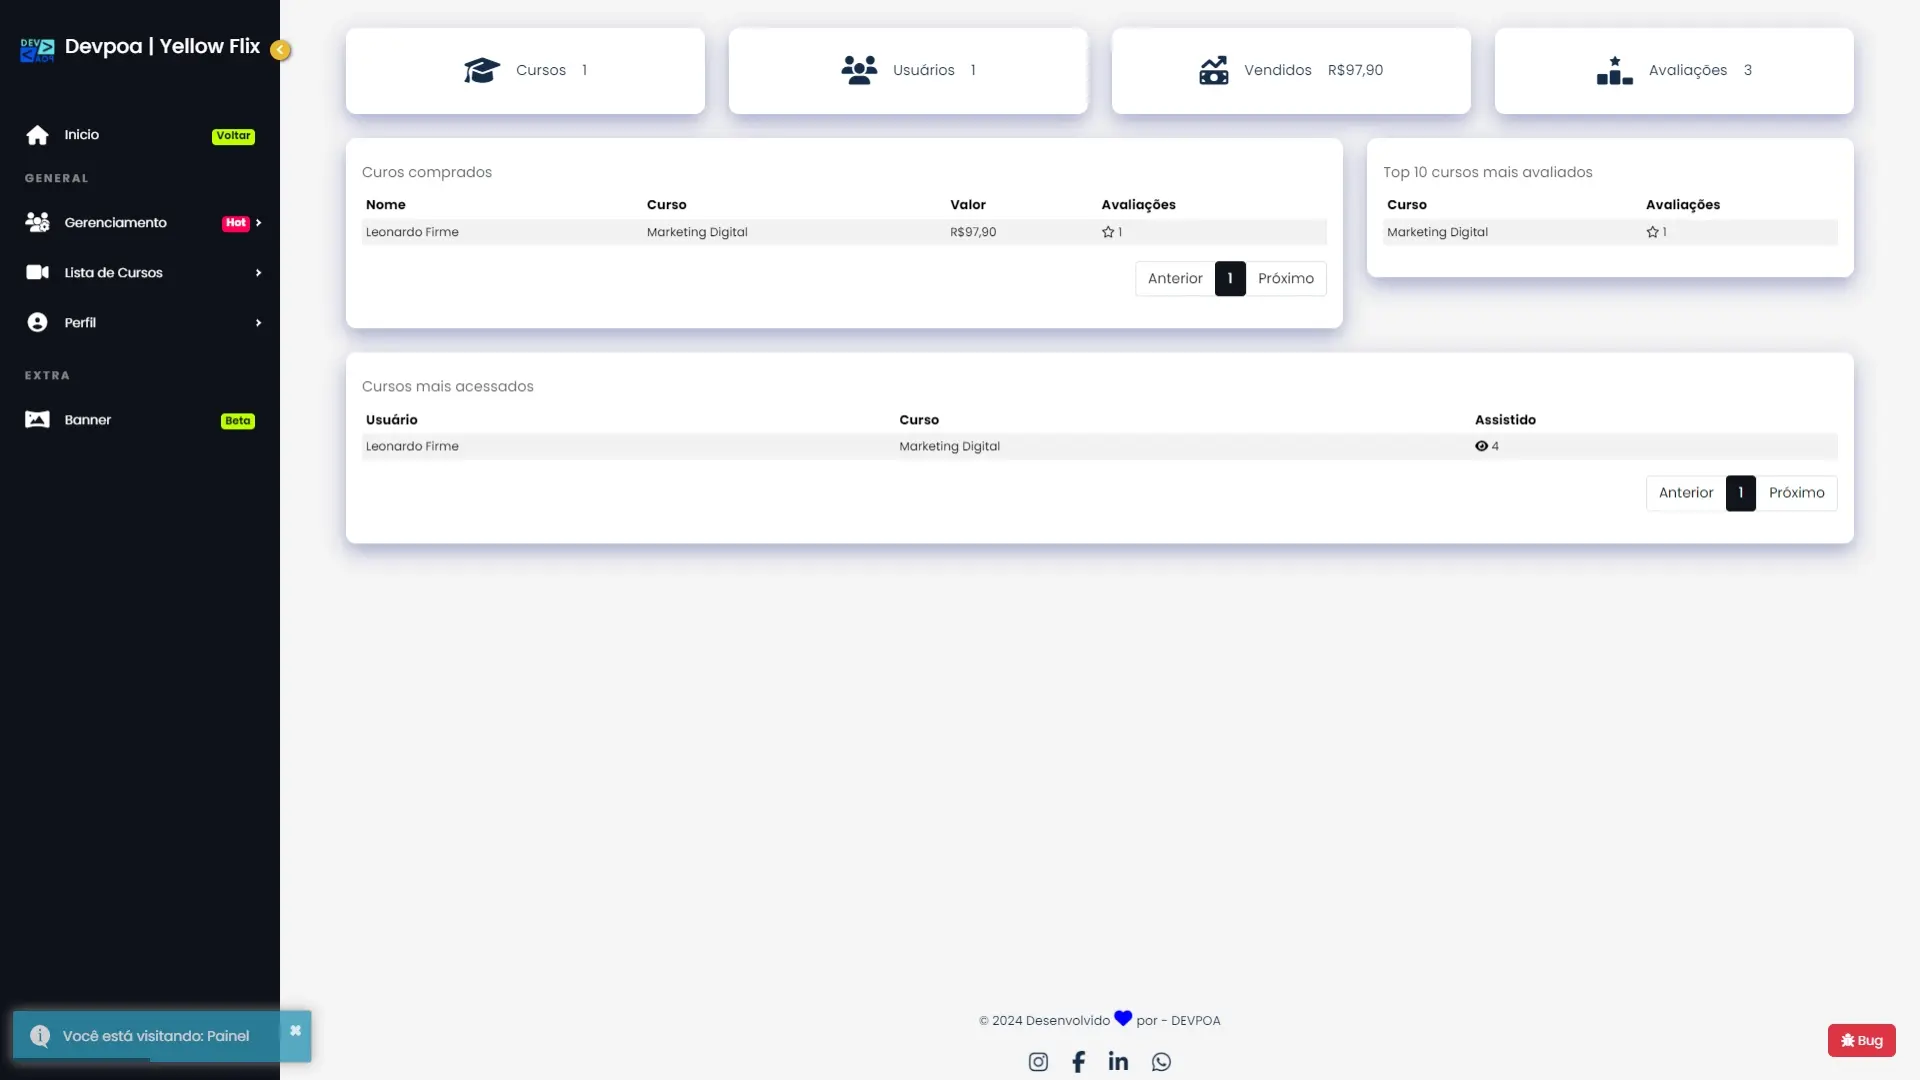 DEV
Devpoa | Yellow Flix
Inicio
Voltar
GENERAL
Gerenciamento
Hot
Lista de Cursos
Perfil
EXTRA
Banner
Beta
Cursos 1
Usuários 1
Vendidos R$97,90
Avaliações 3
Curos comprados
Nome Curso Valor Avaliações
Leonardo Firme Marketing Digital R$97,90 1
Anterior 1 Próximo
Top 10 cursos mais avaliados
Curso Avaliações
Marketing Digital 1
Cursos mais acessados
Usuário Curso Assistido
Leonardo Firme Marketing Digital 4
Anterior 1 Próximo
Você está visitando: Painel
© 2024 Desenvolvido por - DEVPOA
Bug